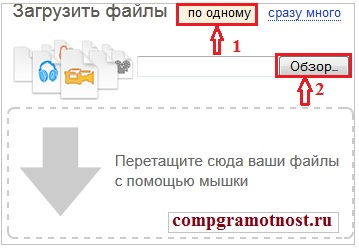 Загрузить файлы по одному сразу много
1
Обзор...
2
Перетащите сюда ваши файлы
с помощью мышки
compgramotnost.ru